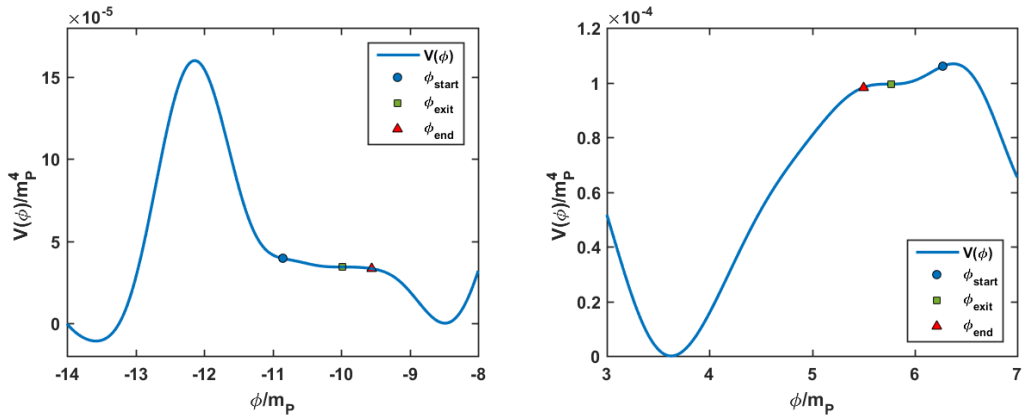 ×10⁻⁵
V(ϕ)/m_P^4
15
10
5
0
-14 -13 -12 -11 -10 -9 -8
ϕ/m_P
V(ϕ)
ϕ_start
ϕ_exit
ϕ_end
×10⁻⁴
V(ϕ)/m_P^4
1.2
1
0.8
0.6
0.4
0.2
0
3 4 5 6 7
ϕ/m_P
V(ϕ)
ϕ_start
ϕ_exit
ϕ_end